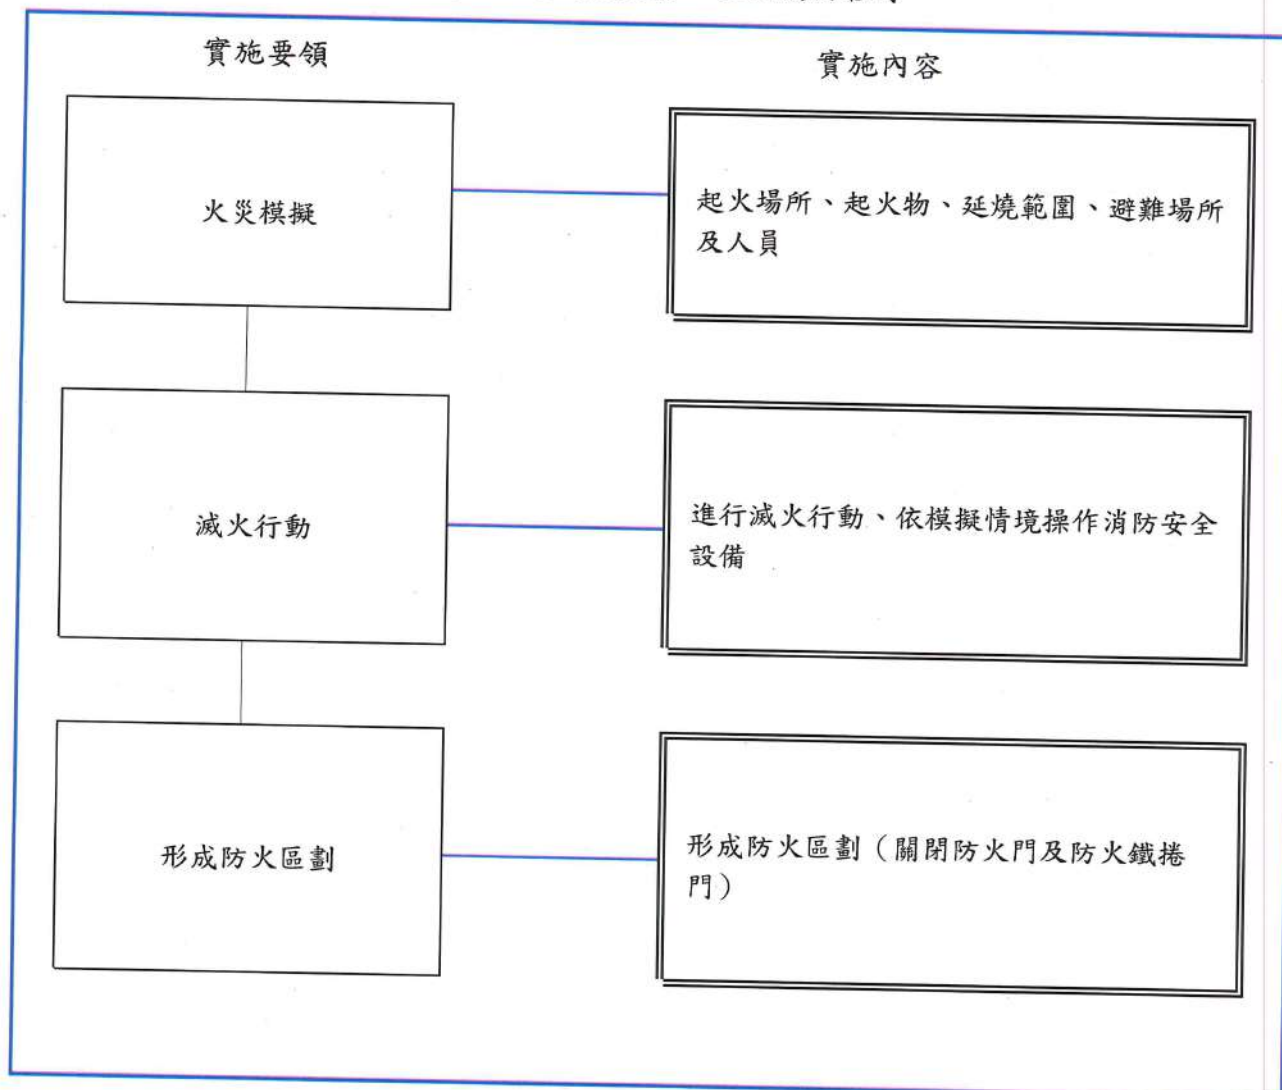 實施要領
實施內容
火災模擬
起火場所、起火物、延燒範圍、避難場所
及人員
滅火行動
進行滅火行動、依模擬情境操作消防安全
設備
形成防火區劃
形成防火區劃（關閉防火門及防火鐵捲
門）